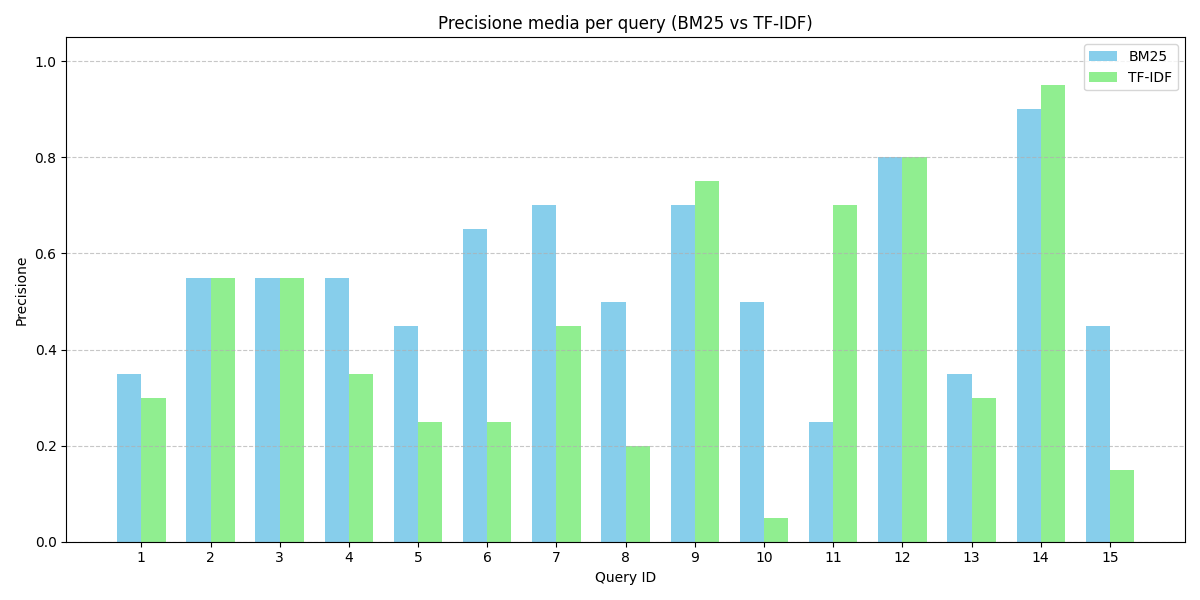 Precisione media per query (BM25 vs TF-IDF)
BM25
TF-IDF
Precisione
1.0
0.8
0.6
0.4
0.2
0.0
1 2 3 4 5 6 7 8 9 10 11 12 13 14 15
Query ID